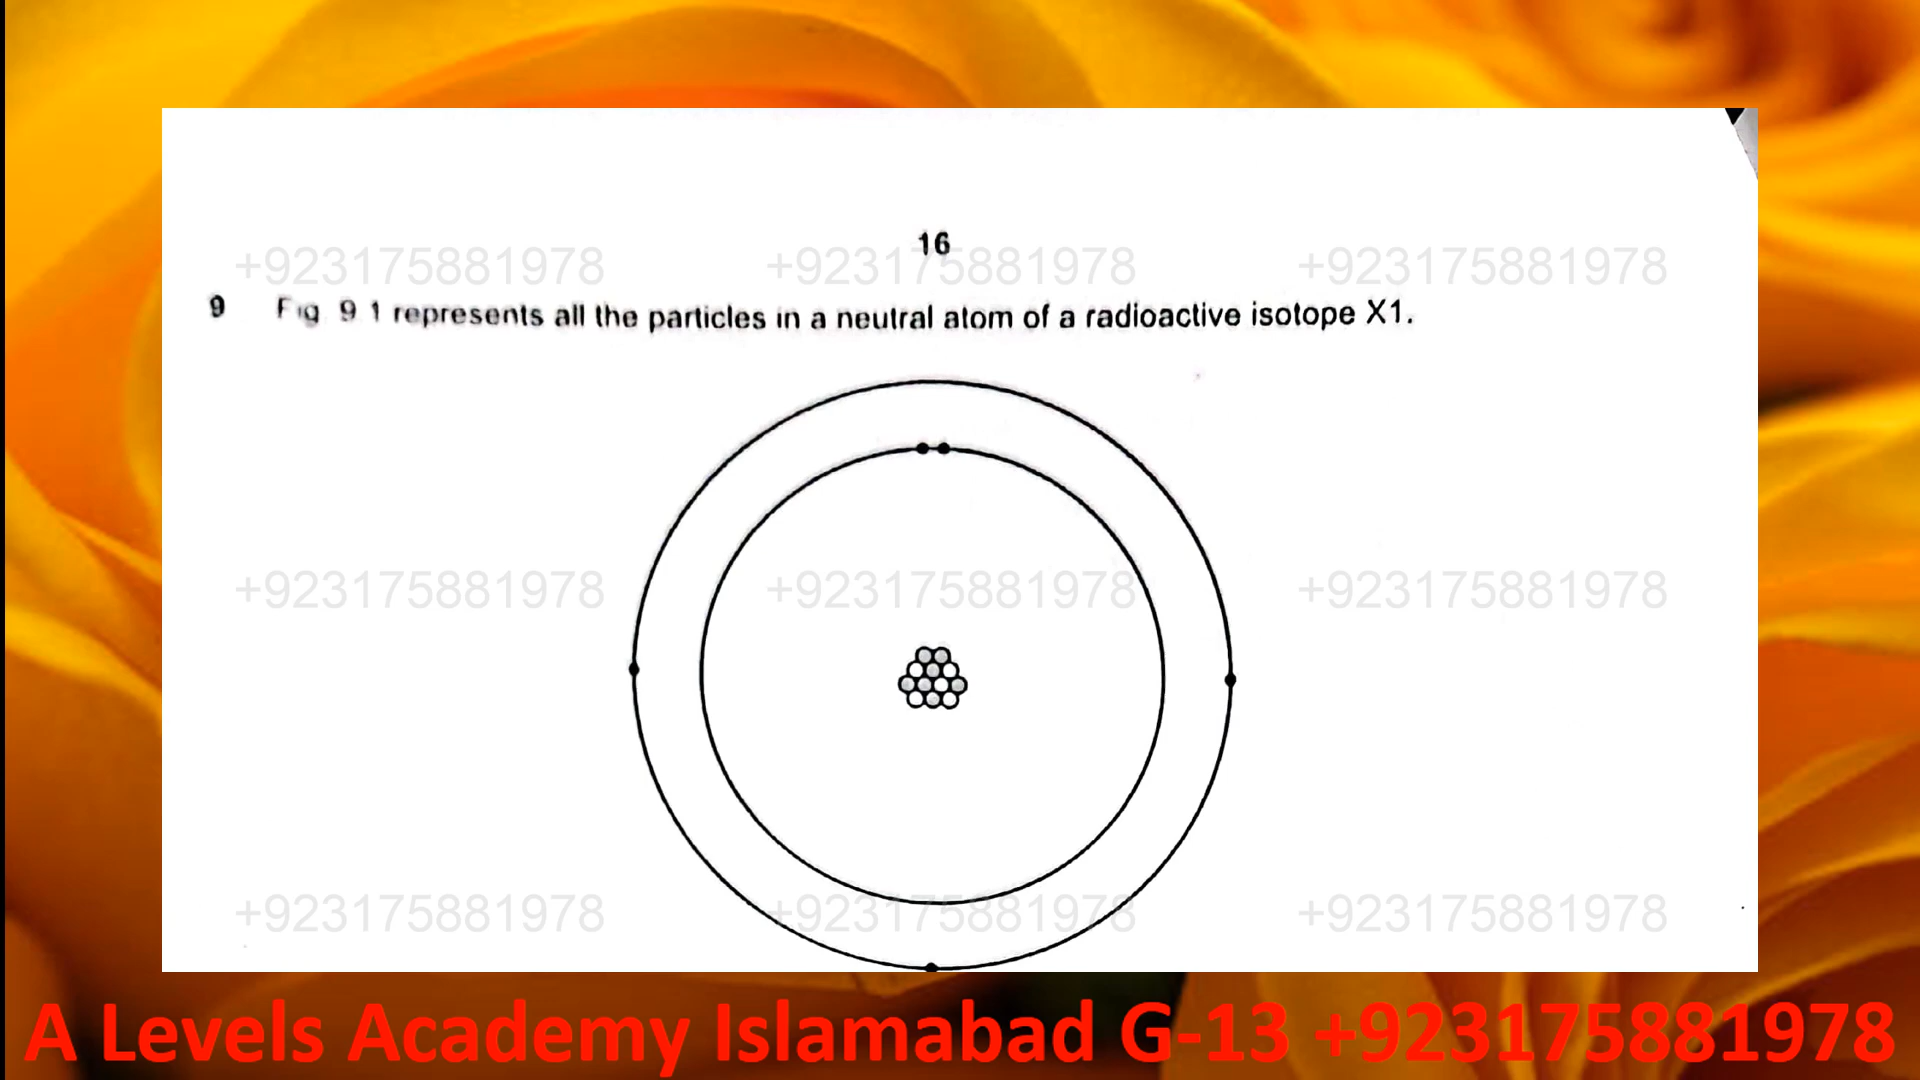 16
+923175881978 +923175881978 +923175881978
9 Fig 9 1 represents all the particles in a neutral atom of a radioactive isotope X1.
+923175881978 +923175881978 +923175881978
+923175881978 +923175881978 +923175881978
A Levels Academy Islamabad G-13 +923175881978